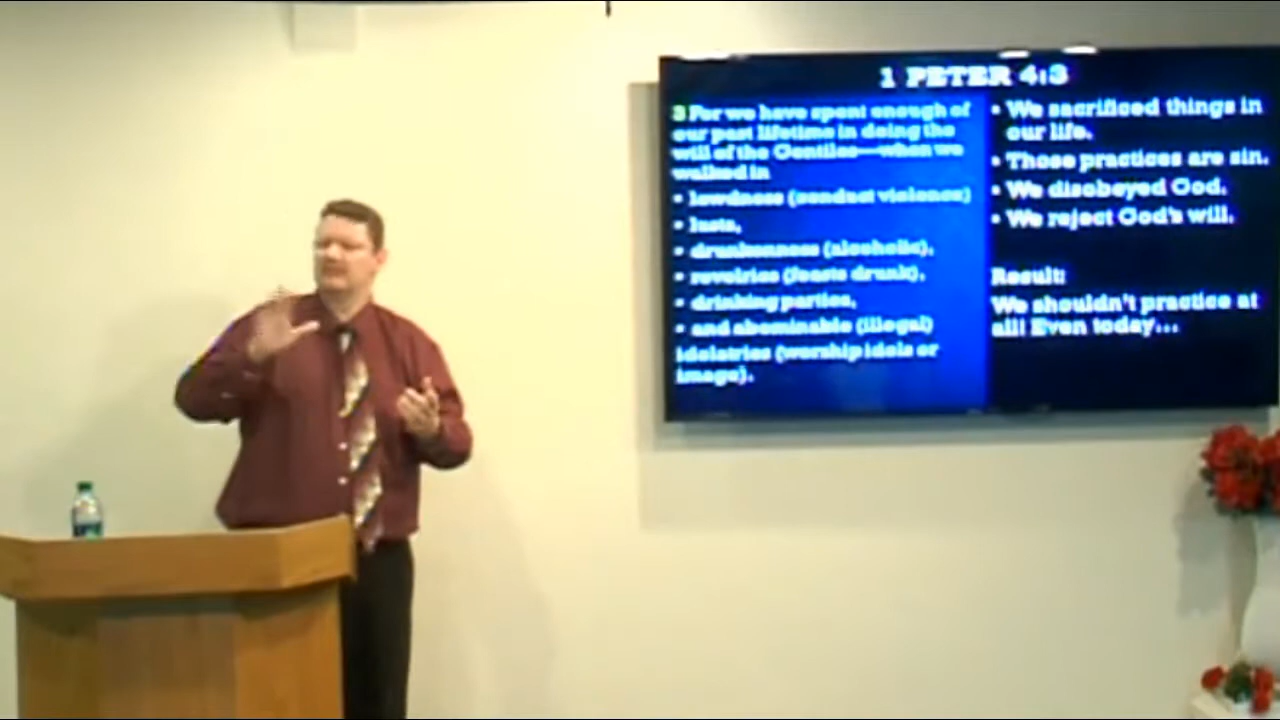 1 PETER 4:3
3 For we have spent enough of
our past lifetime in doing the
will of the Gentiles—when we
walked in
• lewdness (conduct violence)
• lusts,
• drunkenness (alcoholic),
• revelries (feasts drunk),
• drinking parties,
• and abominable (illegal)
idolatries (worship idols or
image).
• We sacrificed things in
our life.
• Those practices are sin.
• We disobeyed God.
• We reject God's will.
Result:
We shouldn't practice at
all! Even today...